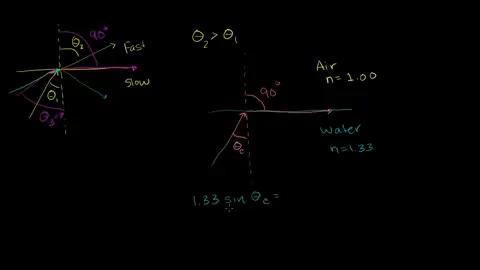 90°
θ₂
Fast
Slow
θ₁
θ₃
θ₂ > θ₁
90°
θc
Air
n = 1.00
Water
n = 1.33
1.33 sin θc =